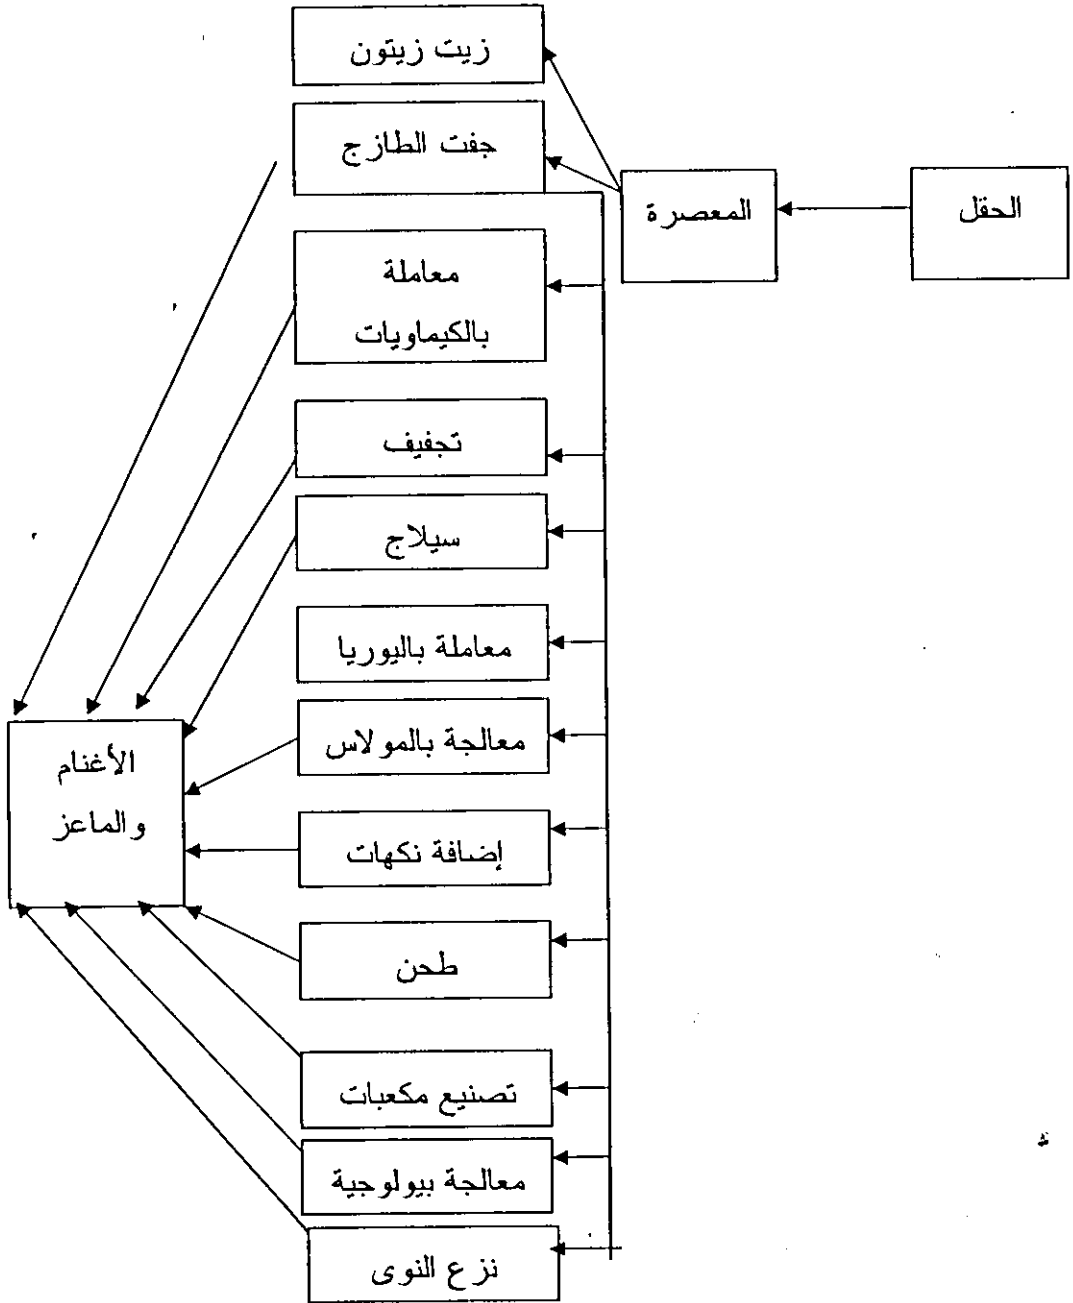 زيت زيتون
جفت الطازج
المعصرة
الحقل
معاملة
بالكيماويات
تجفيف
سيلاج
معاملة باليوريا
معالجة بالمولاس
الأغنام
والماعز
إضافة نكهات
طحن
تصنيع مكعبات
معالجة بيولوجية
نزع النوى